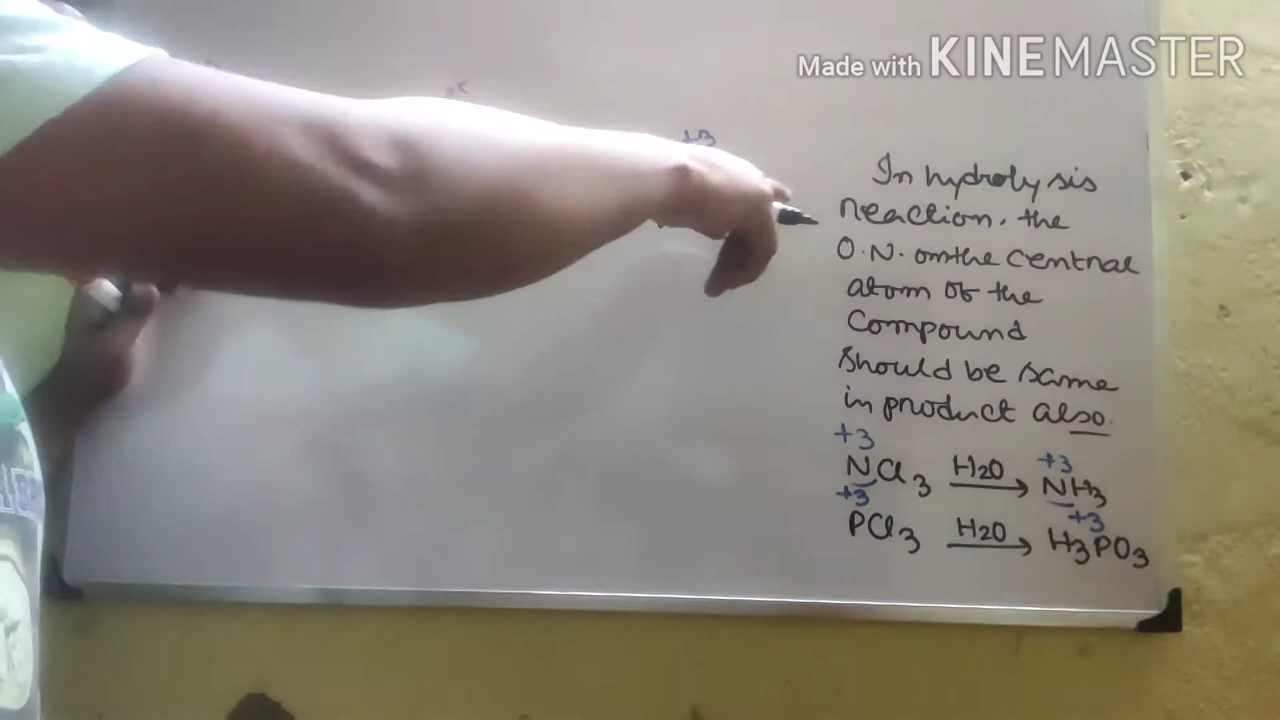 Made with KINEMASTER
+3
In hydrolysis
reaction, the
O.N. on the central
atom of the
Compound
should be same
in product also.
+3 +3
NCl3 H2O → NH3
+3 +3
PCl3 H2O → H3PO3